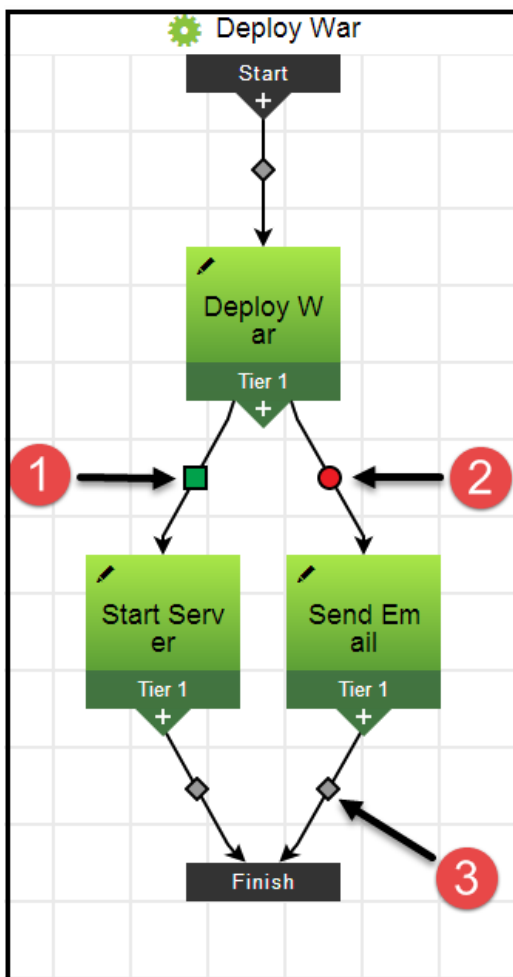 Deploy War
Start
+
Deploy W
ar
Tier 1
+
1
2
Start Serv
er
Send Em
ail
Tier 1
Tier 1
+
+
3
Finish